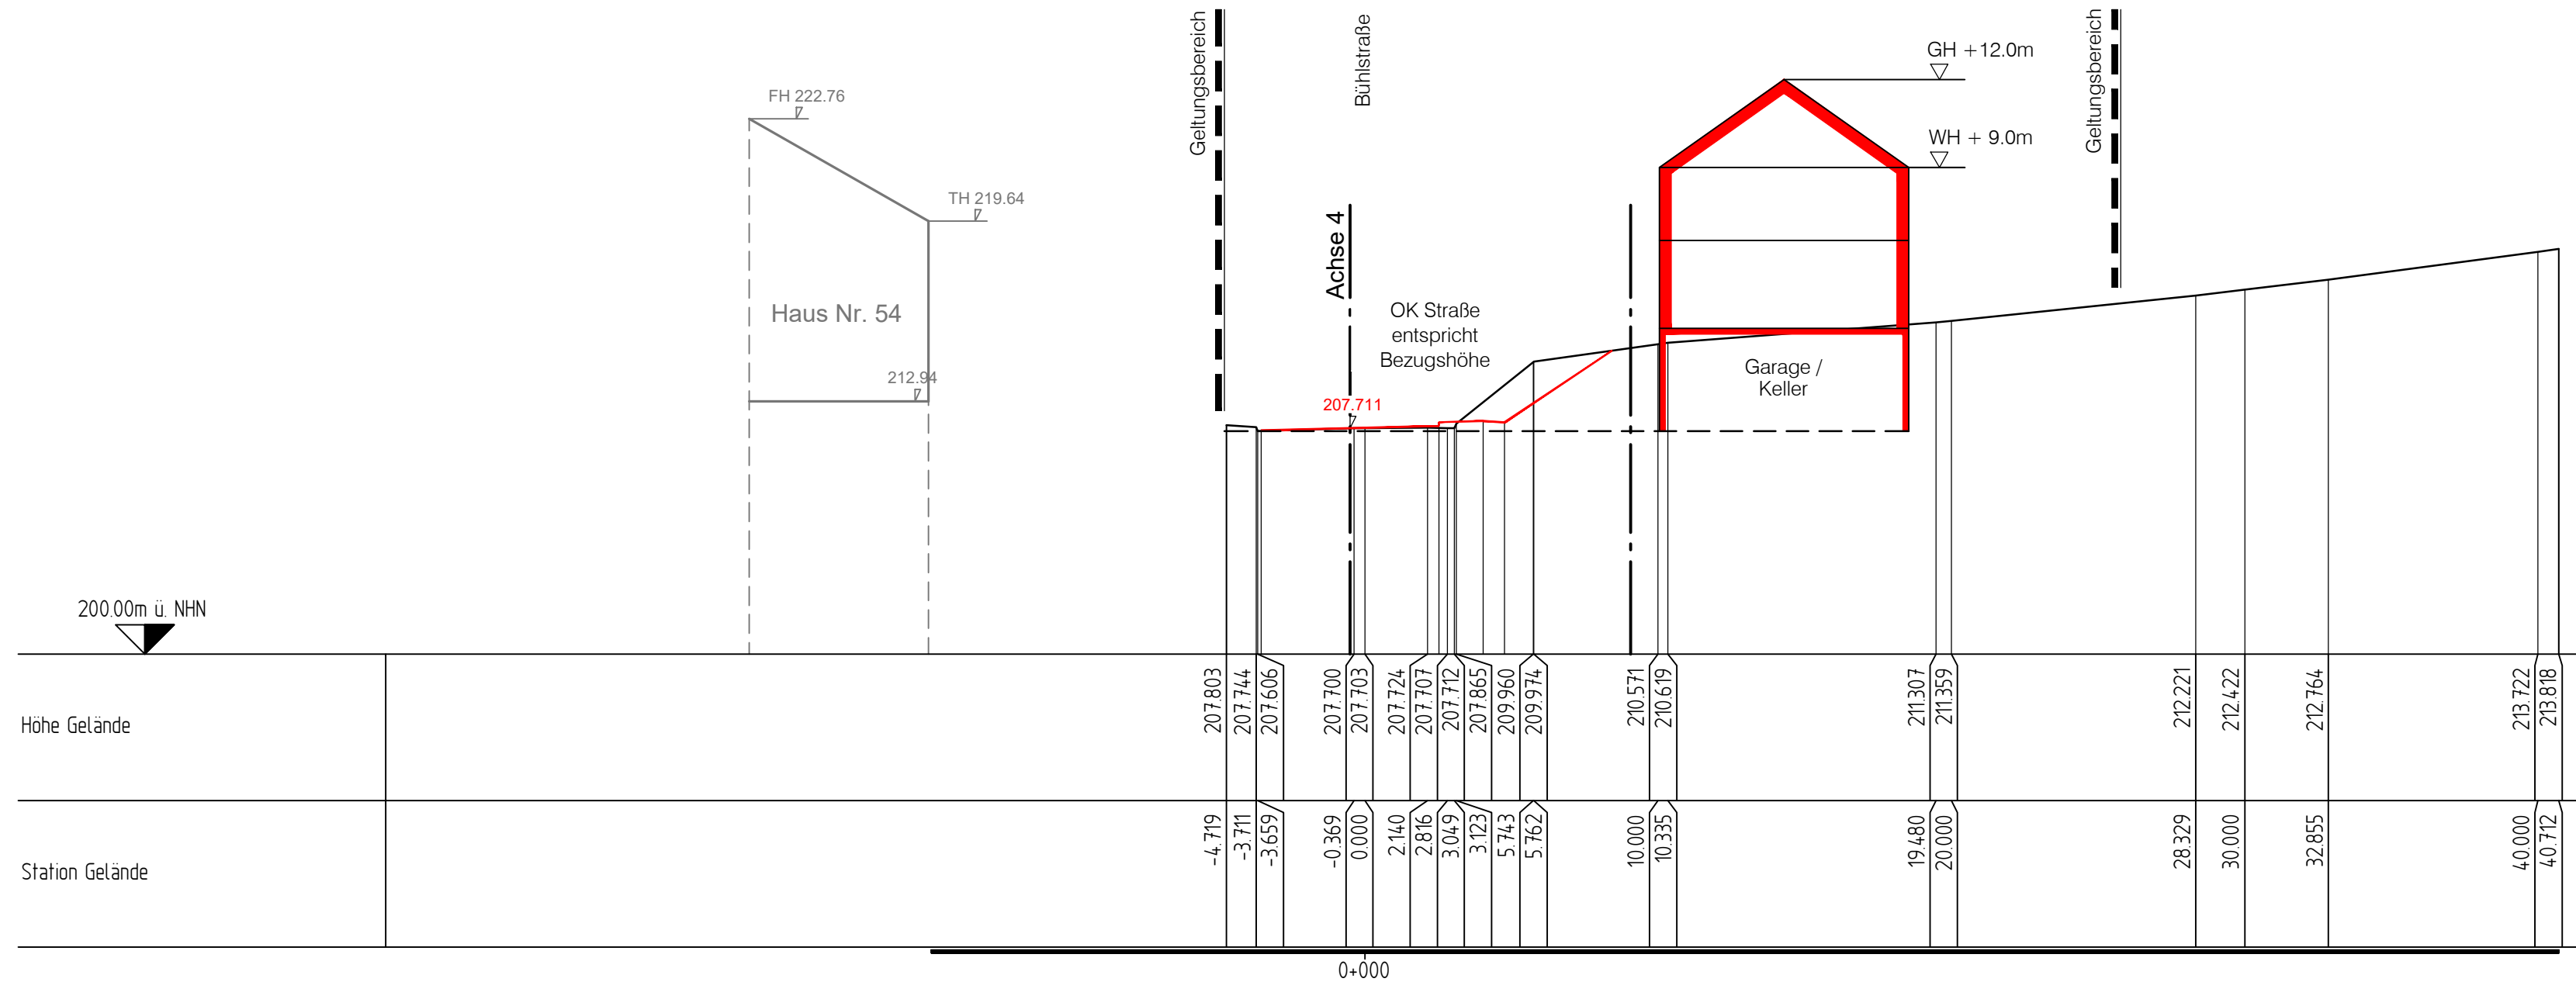 Geltungsbereich
Bühlstraße
Geltungsbereich
GH +12.0m
FH 222.76
WH + 9.0m
TH 219.64
Achse 4
Haus Nr. 54
OK Straße
entspricht
Bezugshöhe
212.94
207.711
Garage /
Keller
200.00m ü. NHN
Höhe Gelände
207.803
207.744
207.606
207.700
207.703
207.724
207.707
207.712
207.865
209.960
209.974
210.571
210.619
211.307
211.359
212.221
212.422
212.764
213.722
213.818
Station Gelände
-4.719
-3.711
-3.659
-0.369
0.000
2.140
2.816
3.049
3.123
5.743
5.762
10.000
10.335
19.480
20.000
28.329
30.000
32.855
40.000
40.712
0+000